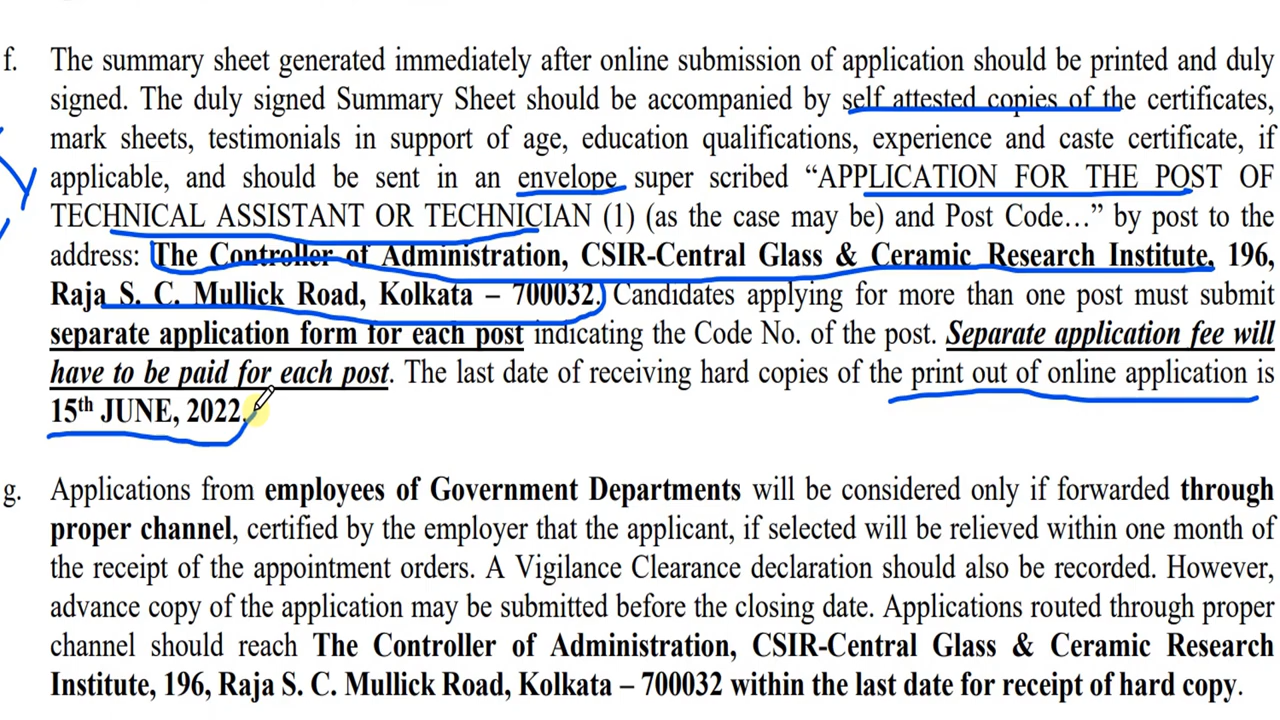 f. The summary sheet generated immediately after online submission of application should be printed and duly
signed. The duly signed Summary Sheet should be accompanied by self attested copies of the certificates,
mark sheets, testimonials in support of age, education qualifications, experience and caste certificate, if
applicable, and should be sent in an envelope super scribed “APPLICATION FOR THE POST OF
TECHNICAL ASSISTANT OR TECHNICIAN (1) (as the case may be) and Post Code…” by post to the
address: The Controller of Administration, CSIR-Central Glass & Ceramic Research Institute, 196,
Raja S. C. Mullick Road, Kolkata – 700032. Candidates applying for more than one post must submit
separate application form for each post indicating the Code No. of the post. Separate application fee will
have to be paid for each post. The last date of receiving hard copies of the print out of online application is
15th JUNE, 2022.
g. Applications from employees of Government Departments will be considered only if forwarded through
proper channel, certified by the employer that the applicant, if selected will be relieved within one month of
the receipt of the appointment orders. A Vigilance Clearance declaration should also be recorded. However,
advance copy of the application may be submitted before the closing date. Applications routed through proper
channel should reach The Controller of Administration, CSIR-Central Glass & Ceramic Research
Institute, 196, Raja S. C. Mullick Road, Kolkata – 700032 within the last date for receipt of hard copy.